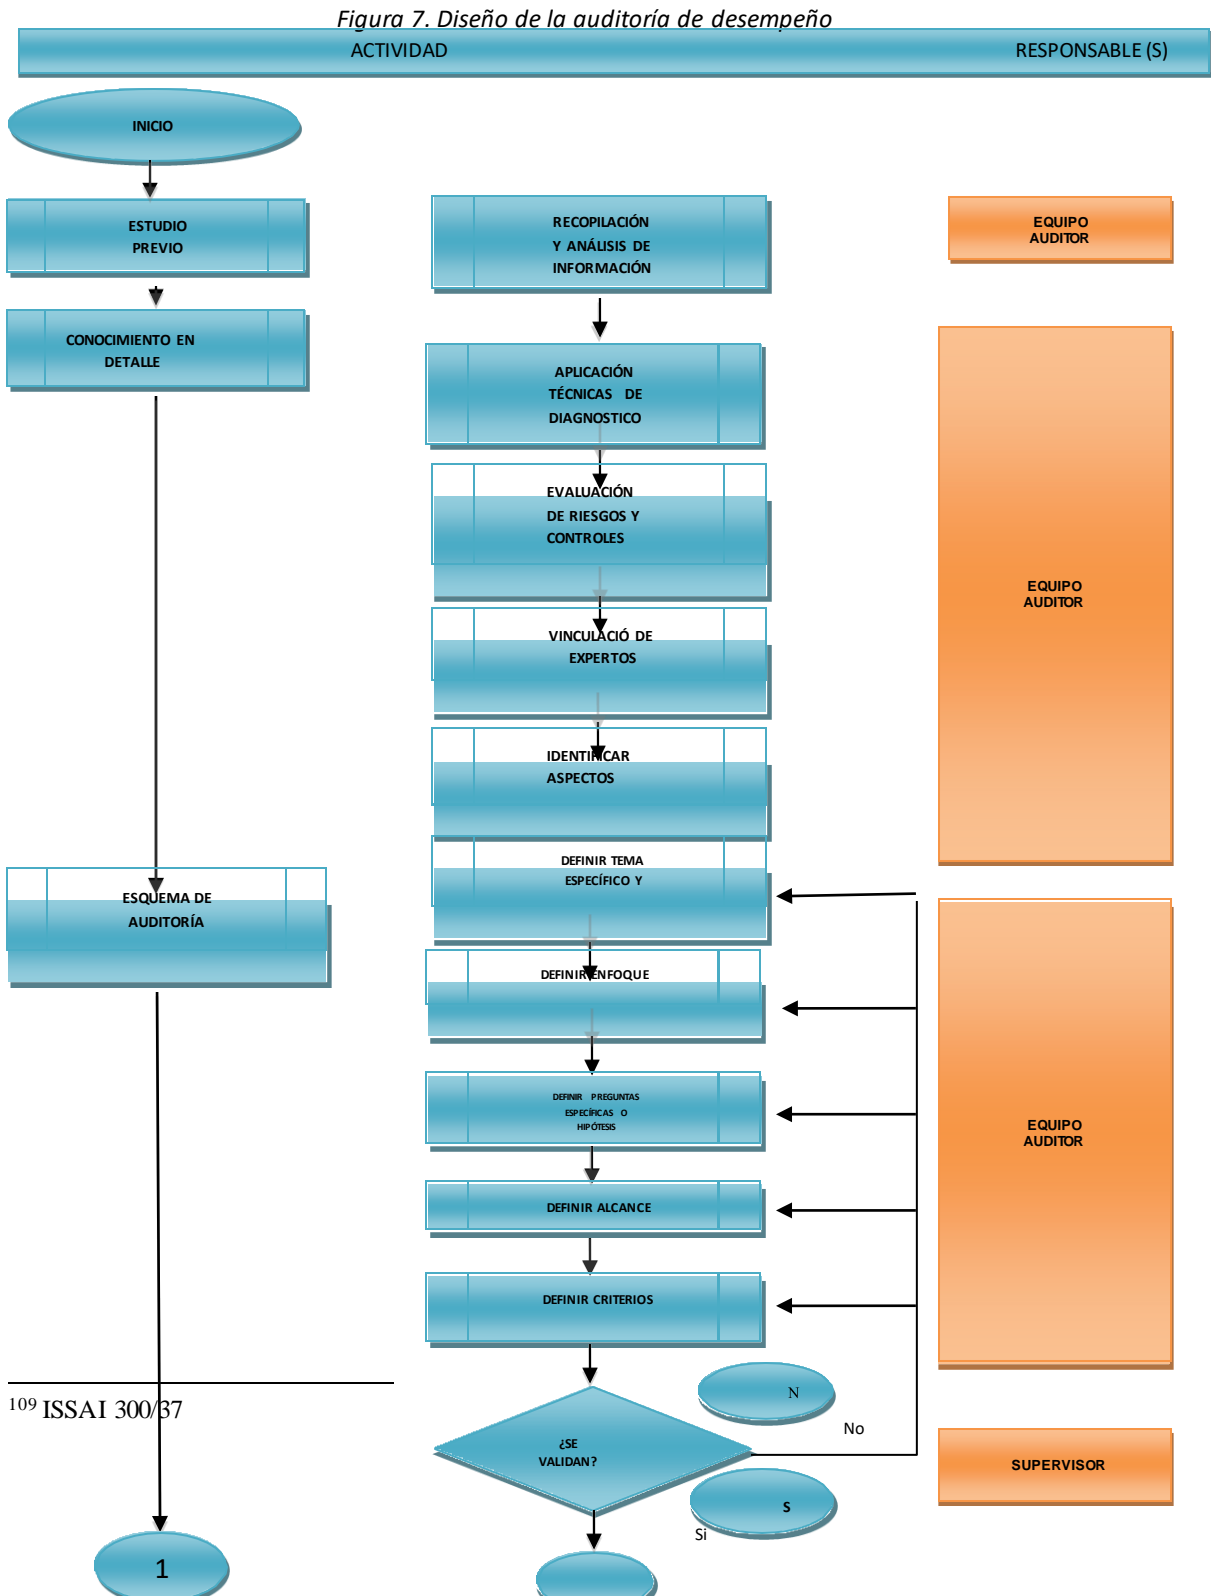 Figura 7. Diseño de la auditoría de desempeño
ACTIVIDAD
RESPONSABLE (S)
INICIO
ESTUDIO
PREVIO
RECOPILACIÓN
Y ANÁLISIS DE
INFORMACIÓN
EQUIPO
AUDITOR
CONOCIMIENTO EN
DETALLE
APLICACIÓN
TÉCNICAS DE
DIAGNOSTICO
EVALUACIÓN
DE RIESGOS Y
CONTROLES
VINCULACIÓ DE
EXPERTOS
IDENTIFICAR
ASPECTOS
EQUIPO
AUDITOR
ESQUEMA DE
AUDITORÍA
DEFINIR TEMA
ESPECÍFICO Y
DEFINIR ENFOQUE
DEFINIR PREGUNTAS
ESPECÍFICAS O
HIPÓTESIS
DEFINIR ALCANCE
DEFINIR CRITERIOS
EQUIPO
AUDITOR
109 ISSAI 300/37
¿SE
VALIDAN?
N
No
S
Si
SUPERVISOR
1